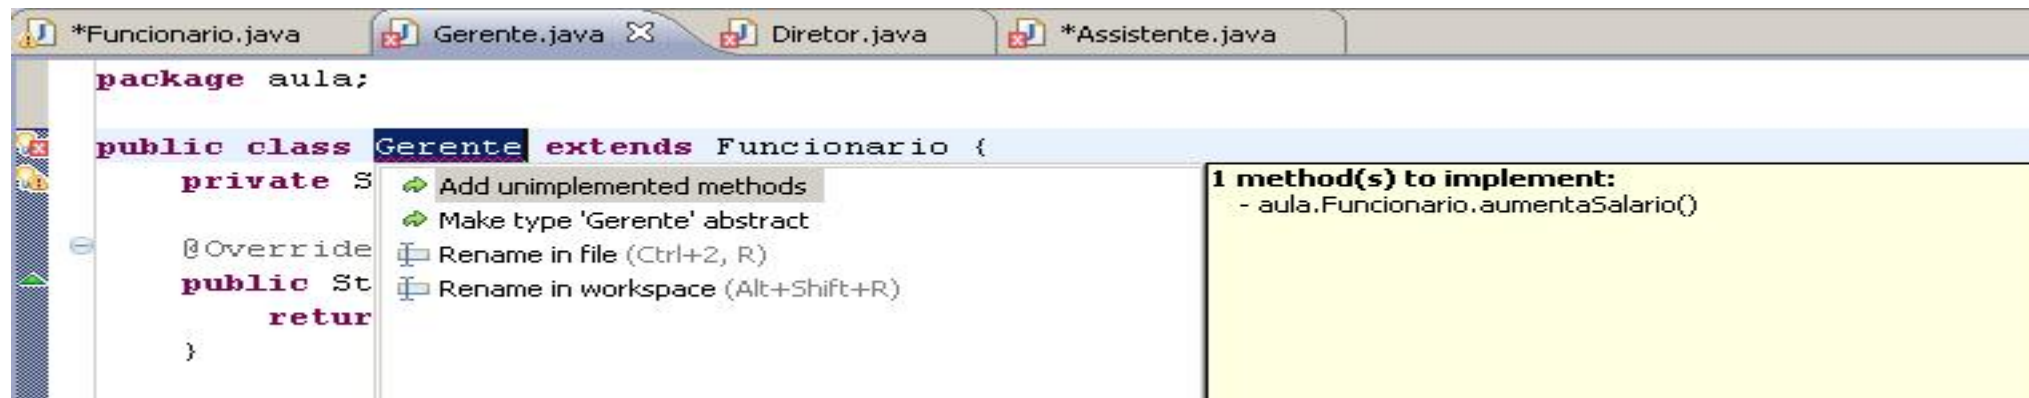 *Funcionario.java Gerente.java Diretor.java *Assistente.java
package aula;
public class Gerente extends Funcionario {
private S
@Override
public St
retur
}
Add unimplemented methods
Make type 'Gerente' abstract
Rename in file (Ctrl+2, R)
Rename in workspace (Alt+Shift+R)
1 method(s) to implement:
- aula.Funcionario.aumentaSalario()